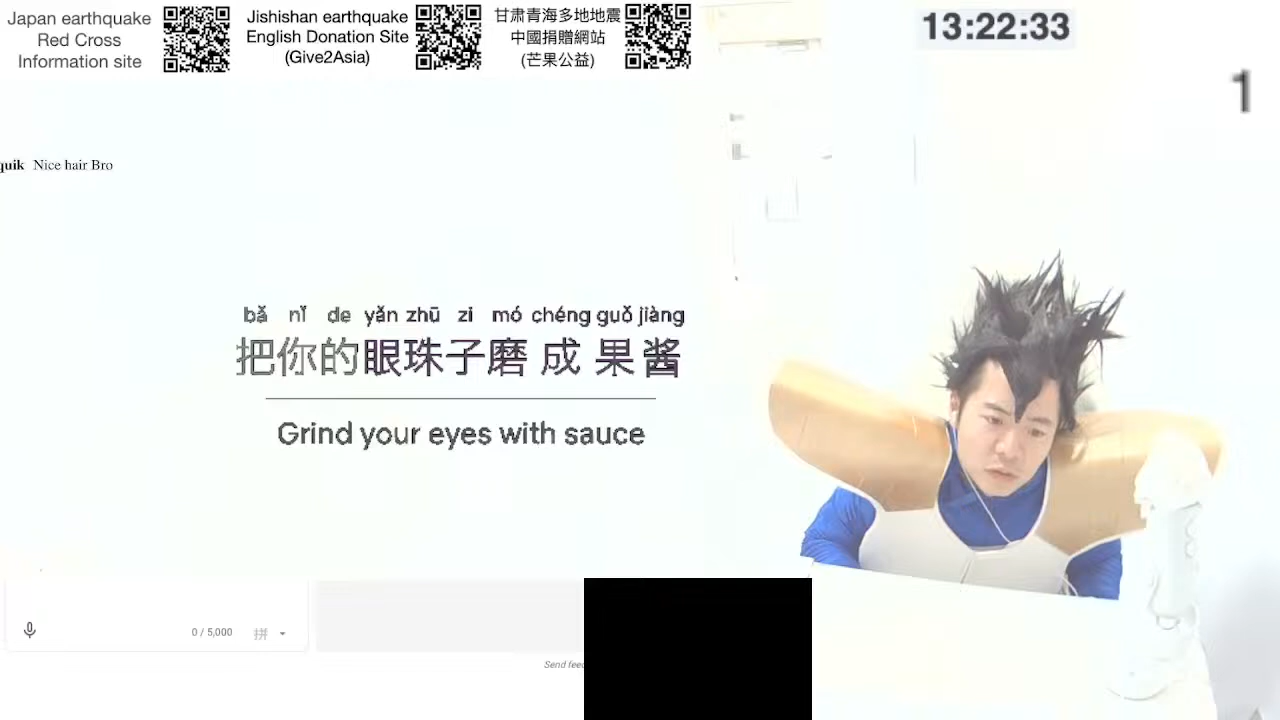 Japan earthquake
Red Cross
Information site
Jishishan earthquake
English Donation Site
(Give2Asia)
甘肅青海多地地震
中國捐贈網站
(芒果公益)
13:22:33
1
quik Nice hair Bro
bǎ nǐ de yǎn zhū zi mó chéng guǒ jiàng
把你的眼珠子磨成果酱
Grind your eyes with sauce
0 / 5,000
拼
Send feed